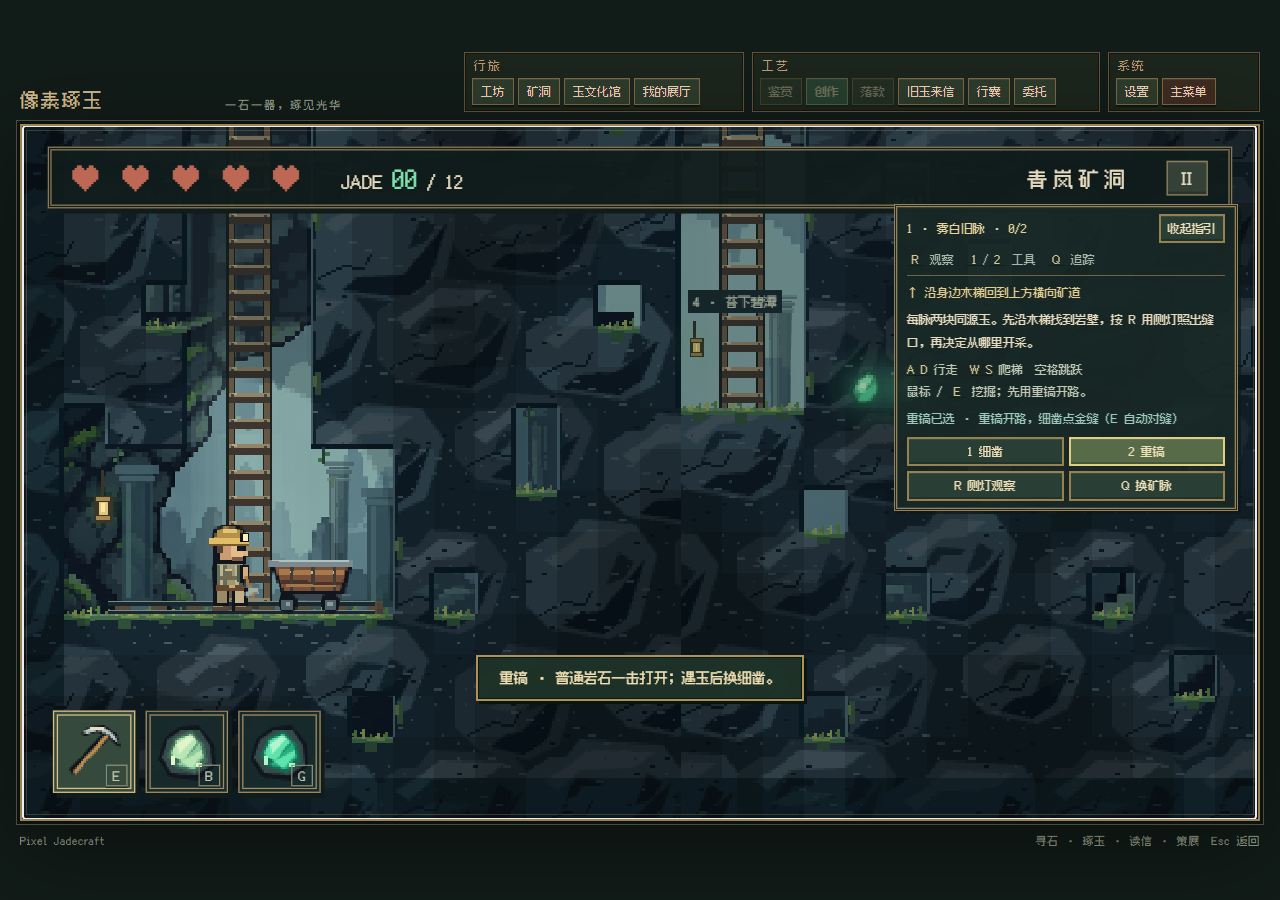 像素琢玉
一石一器，琢见光华
行旅
工坊 矿洞 玉文化馆 我的展厅
工艺
鉴赏 创作 落款 旧玉来信 行囊 委托
系统
设置 主菜单
JADE 00 / 12
青岚矿洞
II
1 · 雾白旧脉 · 0/2
收起指引
R 观察 1 / 2 工具 Q 追踪
↑ 沿身边木梯回到上方横向矿道
每脉两块同源玉。先沿木梯找到岩壁，按 R 用侧灯照出缝
口，再决定从哪里开采。
A D 行走 W S 爬梯 空格跳跃
鼠标 / E 挖掘；先用重镐开路。
重镐已选 · 重镐开路，细凿点金缝（E 自动对缝）
1 细凿
2 重镐
R 侧灯观察
Q 换矿脉
4 · 苔下碧潭
重镐 · 普通岩石一击打开；遇玉后换细凿。
E
B
G
Pixel Jadecraft
寻石 · 琢玉 · 读信 · 策展 Esc 返回